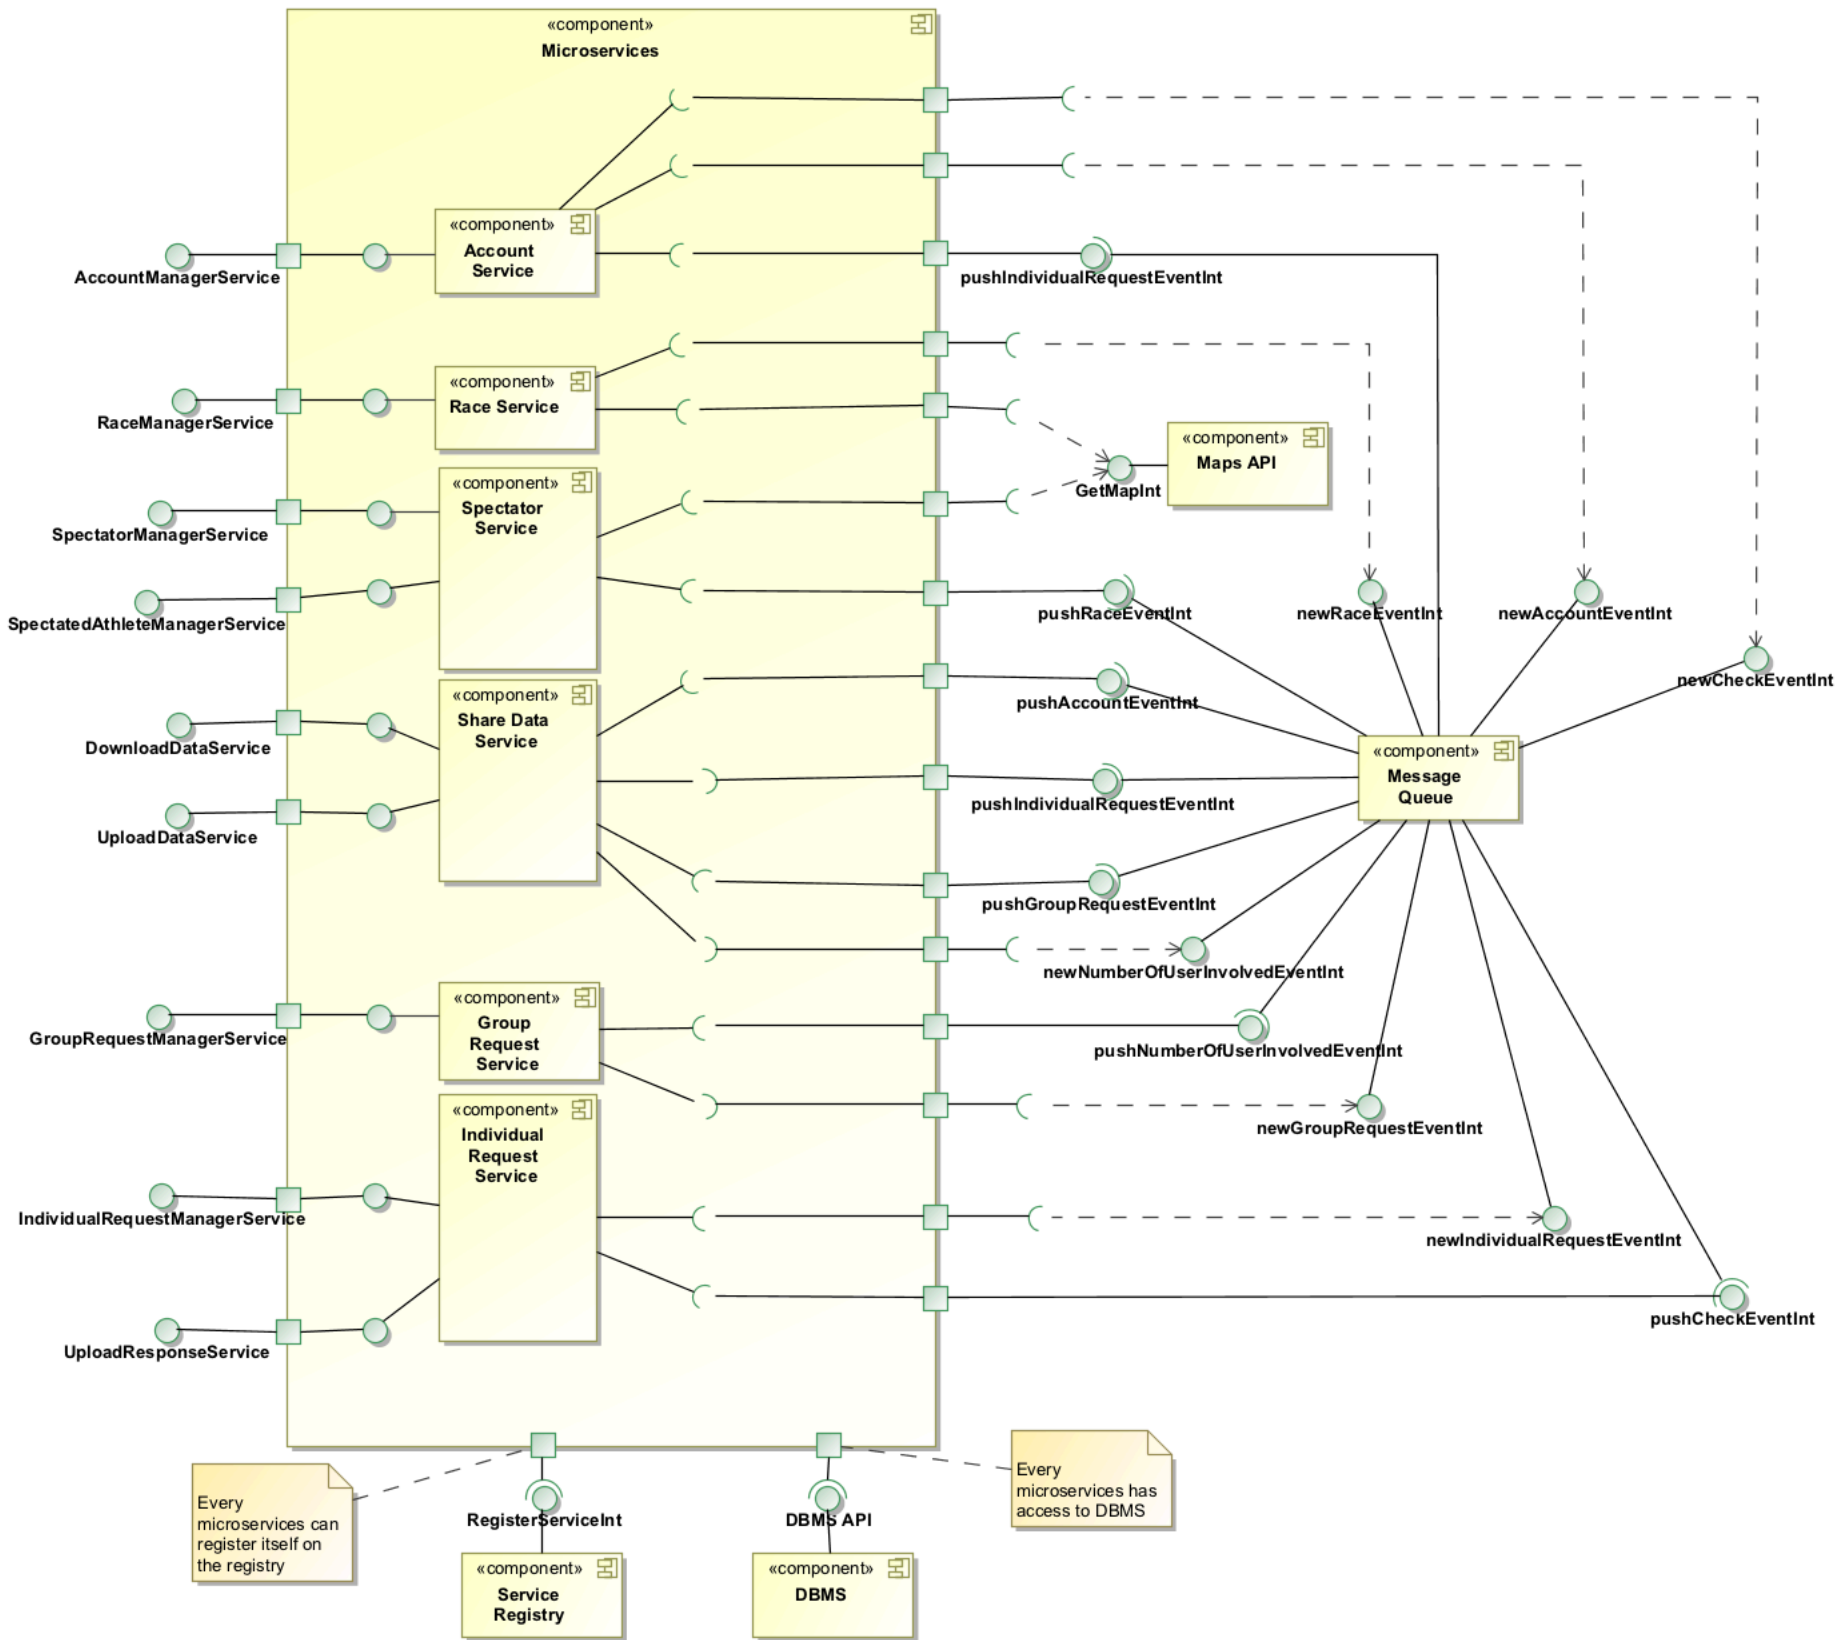 «component»
Microservices
«component»
Account
Service
AccountManagerService
pushIndividualRequestEventInt
«component»
Race Service
RaceManagerService
«component»
Maps API
GetMapInt
«component»
Spectator
Service
SpectatorManagerService
SpectatedAthleteManagerService
pushRaceEventInt
newRaceEventInt
newAccountEventInt
newCheckEventInt
«component»
Share Data
Service
pushAccountEventInt
DownloadDataService
UploadDataService
«component»
Message
Queue
pushIndividualRequestEventInt
pushGroupRequestEventInt
newNumberOfUserInvolvedEventInt
«component»
Group
Request
Service
GroupRequestManagerService
pushNumberOfUserInvolvedEventInt
newGroupRequestEventInt
«component»
Individual
Request
Service
IndividualRequestManagerService
newIndividualRequestEventInt
pushCheckEventInt
UploadResponseService
Every
microservices can
register itself on
the registry
RegisterServiceInt
DBMS API
Every
microservices has
access to DBMS
«component»
Service
Registry
«component»
DBMS